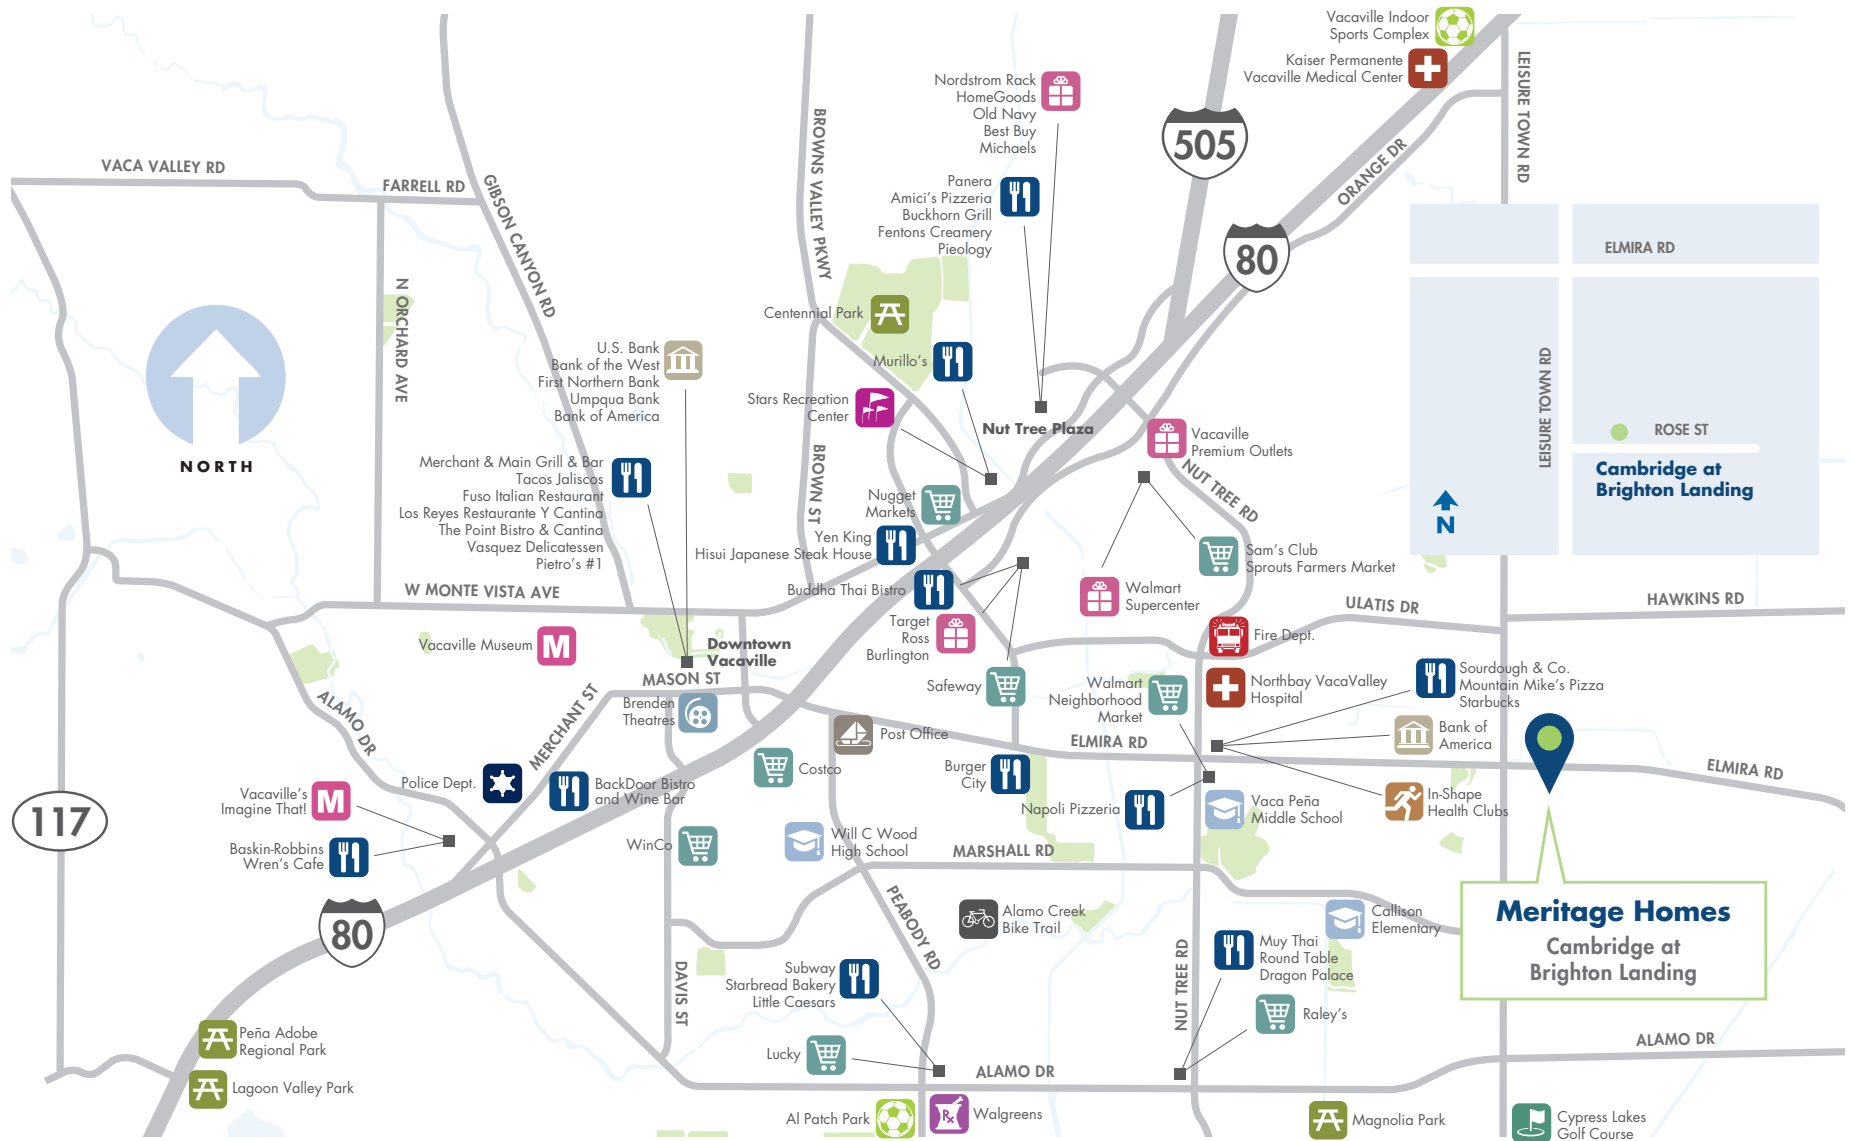 Vacaville Indoor
Sports Complex
Kaiser Permanente
Vacaville Medical Center
LEISURE TOWN RD
Nordstrom Rack
HomeGoods
Old Navy
Best Buy
Michaels
505
BROWNS VALLEY PKWY
ORANGE DR
VACA VALLEY RD
FARRELL RD
GIBSON CANYON RD
Panera
Amici's Pizzeria
Buckhorn Grill
Fentons Creamery
Pieology
80
ELMIRA RD
N ORCHARD AVE
Centennial Park
U.S. Bank
Bank of the West
First Northern Bank
Umpqua Bank
Bank of America
Murillo's
LEISURE TOWN RD
Stars Recreation
Center
Nut Tree Plaza
Vacaville
Premium Outlets
ROSE ST
Cambridge at
Brighton Landing
N
NORTH
Merchant & Main Grill & Bar
Tacos Jaliscos
Fuso Italian Restaurant
Los Reyes Restaurante Y Cantina
The Point Bistro & Cantina
Vasquez Delicatessen
Pietro's #1
BROWN ST
NUT TREE RD
Nugget
Markets
Yen King
Hisui Japanese Steak House
Sam's Club
Sprouts Farmers Market
W MONTE VISTA AVE
Buddha Thai Bistro
Walmart
Supercenter
ULATIS DR
HAWKINS RD
Vacaville Museum
M
Downtown
Vacaville
Target
Ross
Burlington
Fire Dept.
MASON ST
Safeway
Walmart
Neighborhood
Market
Northbay VacaValley
Hospital
Sourdough & Co.
Mountain Mike's Pizza
Starbucks
ALAMO DR
MERCHANT ST
Brenden
Theatres
Post Office
ELMIRA RD
Bank of
America
ELMIRA RD
Police Dept.
BackDoor Bistro
and Wine Bar
Costco
Burger
City
Vacaville's
Imagine That!
M
Napoli Pizzeria
Vaca Peña
Middle School
In-Shape
Health Clubs
117
Baskin-Robbins
Wren's Cafe
WinCo
Will C Wood
High School
MARSHALL RD
80
PEABODY RD
Alamo Creek
Bike Trail
Callison
Elementary
Meritage Homes
Cambridge at
Brighton Landing
DAVIS ST
Subway
Starbread Bakery
Little Caesars
NUT TREE RD
Muy Thai
Round Table
Dragon Palace
Raley's
Peña Adobe
Regional Park
Lucky
ALAMO DR
ALAMO DR
Lagoon Valley Park
Al Patch Park
Rx
Walgreens
Magnolia Park
Cypress Lakes
Golf Course